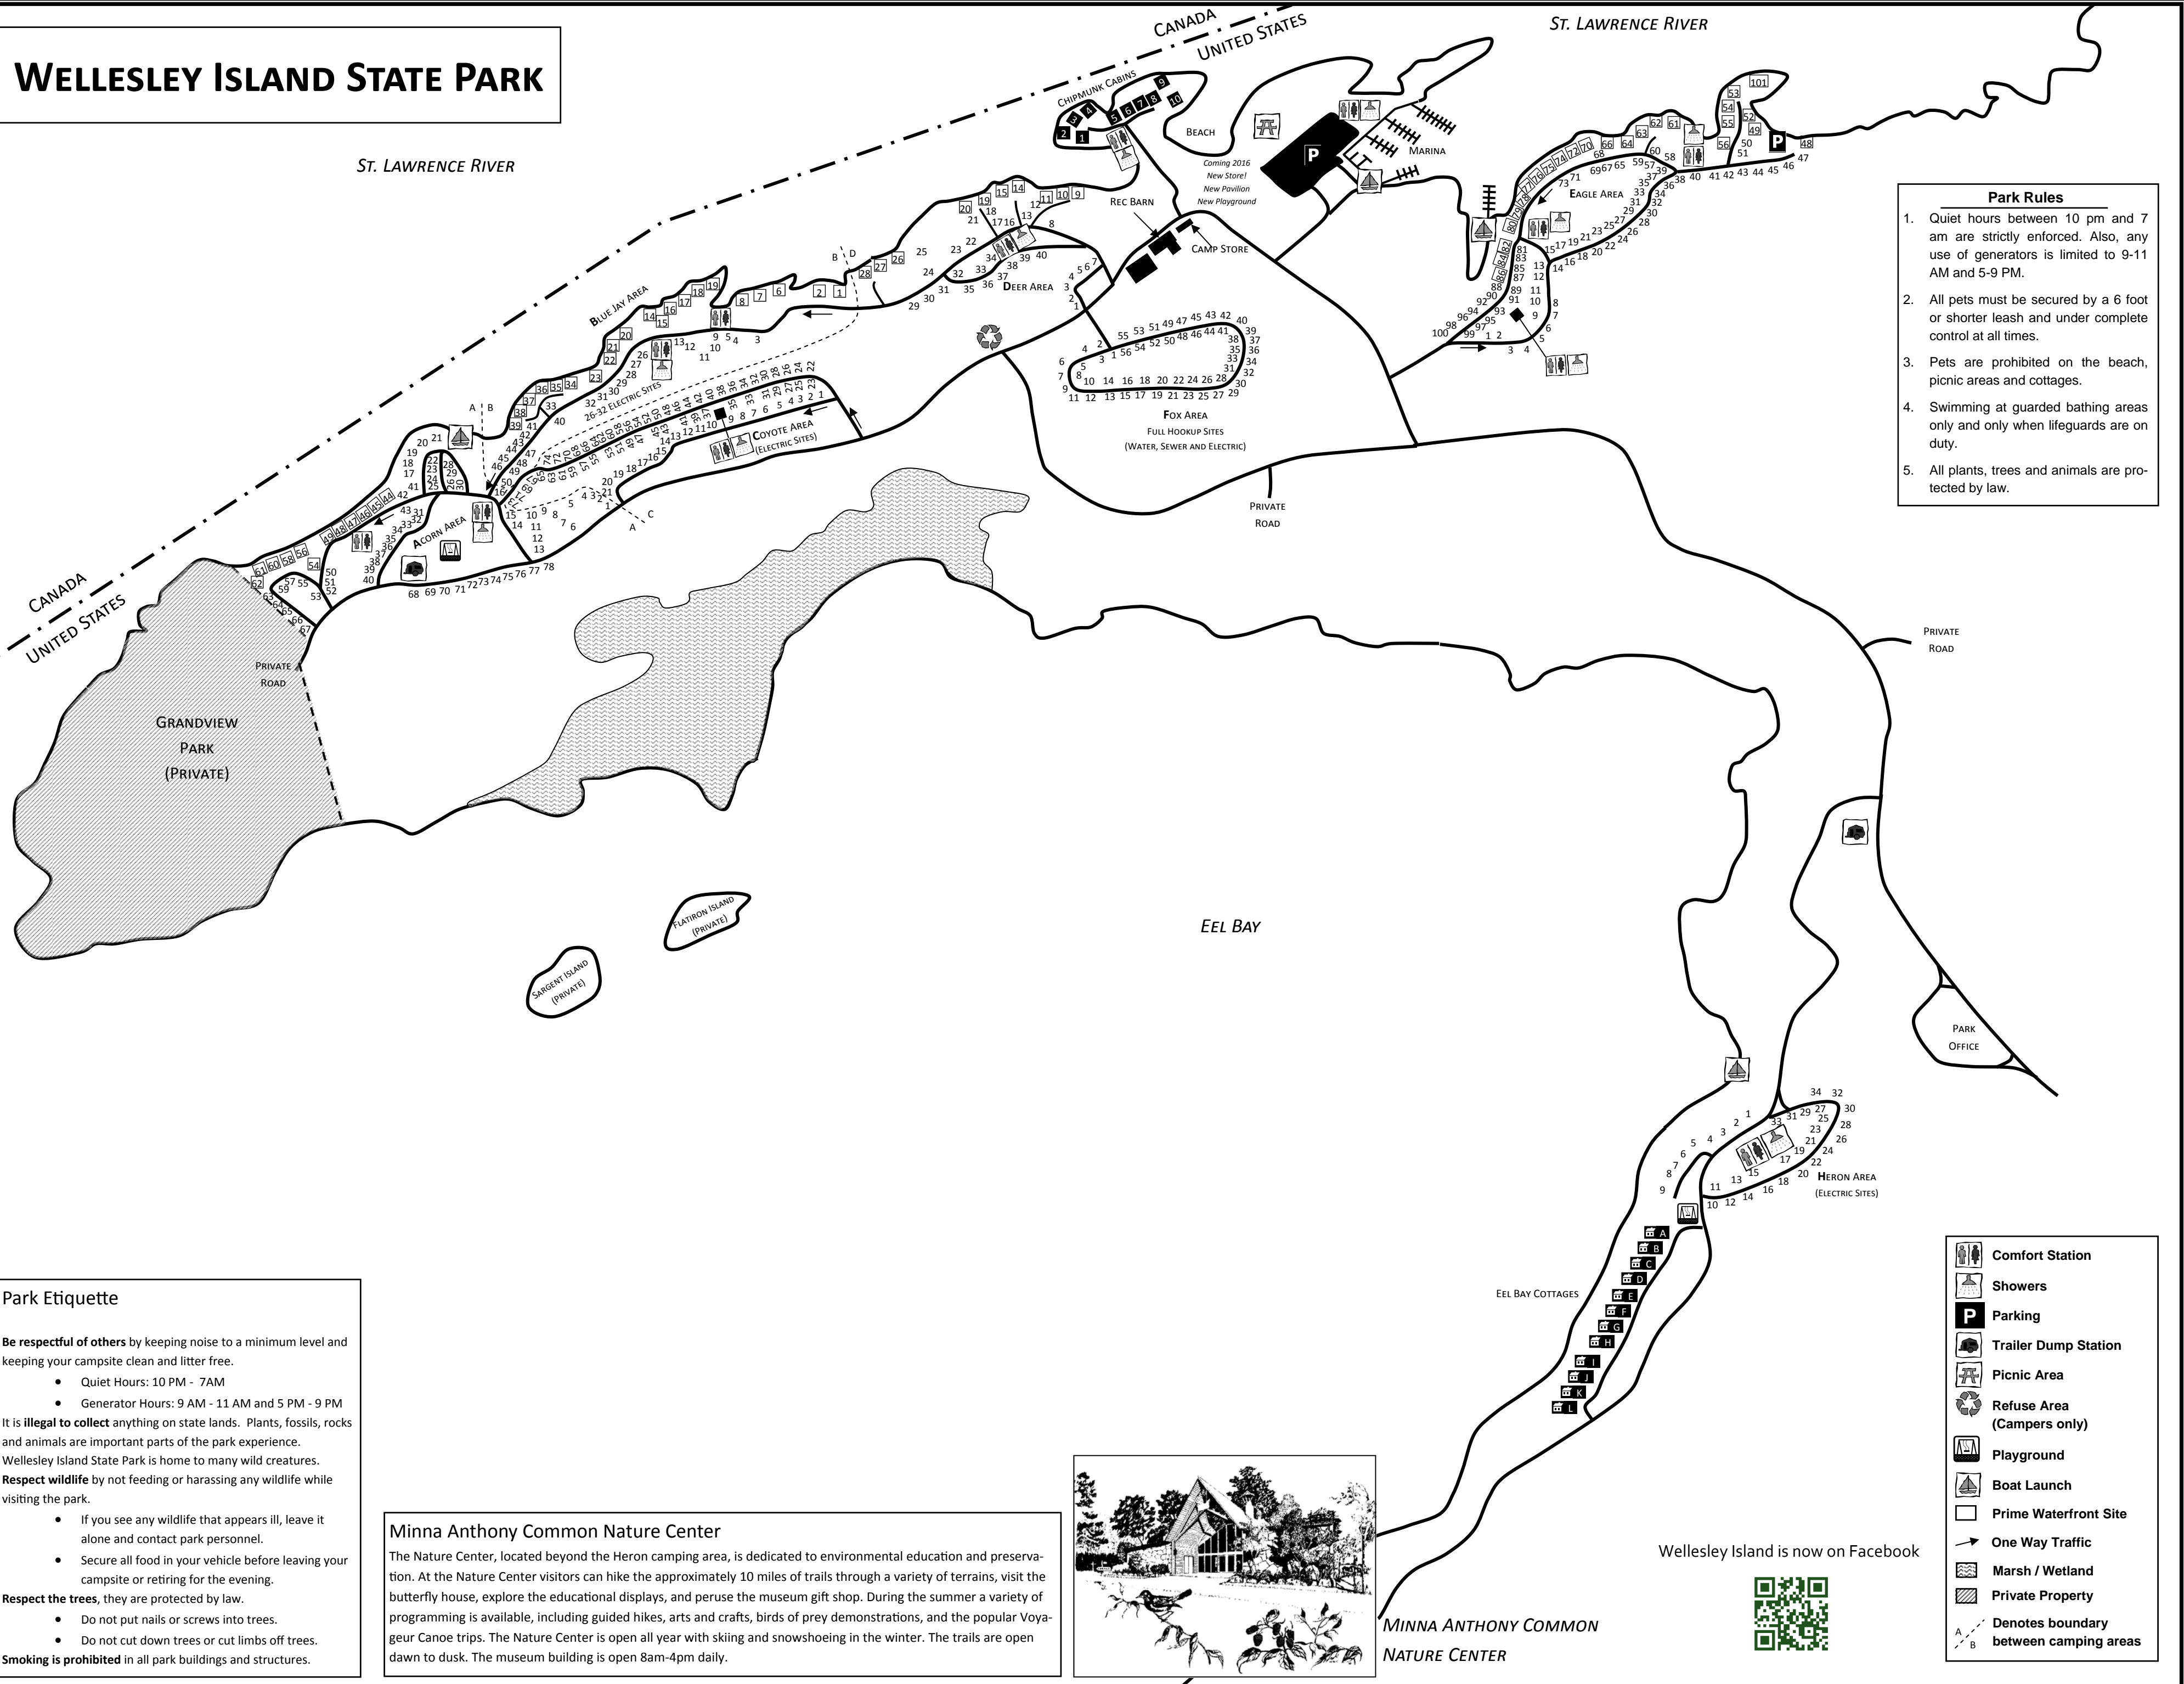 WELLESLEY ISLAND STATE PARK
ST. LAWRENCE RIVER
ST. LAWRENCE RIVER
CANADA
UNITED STATES
CANADA
UNITED STATES
CHIPMUNK CABINS
1
2
3
4
5
6
7
8
9
10
BEACH
Coming 2016
New Store!
New Pavilion
New Playground
P
MARINA
REC BARN
CAMP STORE
EAGLE AREA
P
101
DEER AREA
B D
BLUE JAY AREA
26-32 ELECTRIC SITES
A B
COYOTE AREA
(ELECTRIC SITES)
A C
ACORN AREA
FOX AREA
FULL HOOKUP SITES
(WATER, SEWER AND ELECTRIC)
PRIVATE
ROAD
PRIVATE
ROAD
PRIVATE
ROAD
GRANDVIEW
PARK
(PRIVATE)
FLATIRON ISLAND
(PRIVATE)
SARGENT ISLAND
(PRIVATE)
EEL BAY
PARK
OFFICE
HERON AREA
(ELECTRIC SITES)
EEL BAY COTTAGES
A
B
C
D
E
F
G
H
I
J
K
L
Park Rules
1. Quiet hours between 10 pm and 7
am are strictly enforced. Also, any
use of generators is limited to 9-11
AM and 5-9 PM.
2. All pets must be secured by a 6 foot
or shorter leash and under complete
control at all times.
3. Pets are prohibited on the beach,
picnic areas and cottages.
4. Swimming at guarded bathing areas
only and only when lifeguards are on
duty.
5. All plants, trees and animals are pro-
tected by law.
Park Etiquette
Be respectful of others by keeping noise to a minimum level and
keeping your campsite clean and litter free.
• Quiet Hours: 10 PM - 7AM
• Generator Hours: 9 AM - 11 AM and 5 PM - 9 PM
It is illegal to collect anything on state lands. Plants, fossils, rocks
and animals are important parts of the park experience.
Wellesley Island State Park is home to many wild creatures.
Respect wildlife by not feeding or harassing any wildlife while
visiting the park.
• If you see any wildlife that appears ill, leave it
alone and contact park personnel.
• Secure all food in your vehicle before leaving your
campsite or retiring for the evening.
Respect the trees, they are protected by law.
• Do not put nails or screws into trees.
• Do not cut down trees or cut limbs off trees.
Smoking is prohibited in all park buildings and structures.
Minna Anthony Common Nature Center
The Nature Center, located beyond the Heron camping area, is dedicated to environmental education and preserva-
tion. At the Nature Center visitors can hike the approximately 10 miles of trails through a variety of terrains, visit the
butterfly house, explore the educational displays, and peruse the museum gift shop. During the summer a variety of
programming is available, including guided hikes, arts and crafts, birds of prey demonstrations, and the popular Voya-
geur Canoe trips. The Nature Center is open all year with skiing and snowshoeing in the winter. The trails are open
dawn to dusk. The museum building is open 8am-4pm daily.
MINNA ANTHONY COMMON
NATURE CENTER
Wellesley Island is now on Facebook
Comfort Station
Showers
P Parking
Trailer Dump Station
Picnic Area
Refuse Area
(Campers only)
Playground
Boat Launch
Prime Waterfront Site
One Way Traffic
Marsh / Wetland
Private Property
A B Denotes boundary
between camping areas